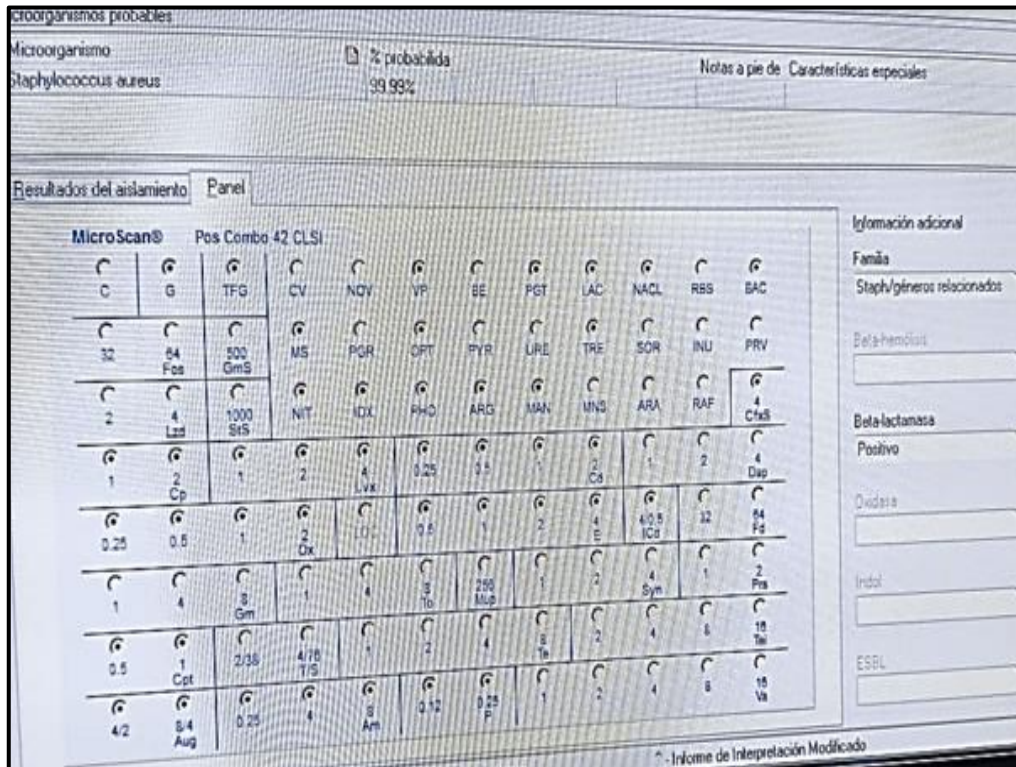 croorganismos probables
Microorganismo % probabilida Notas a pie de Características especiales
Staphylococcus aureus 99.99%
Resultados del aislamiento Panel
MicroScan® Pos Combo 42 CLSI
C G TFG CV NOV VP BE PGT LAC NACL RBS BAC
32 64 500 MS PGR OPT PYR URE TRE SOR INU PRV
Fos GmS
2 4 1000 NIT IDX PHO ARG MAN MNS ARA RAF 4
Lzd StS CfxS
1 2 1 2 4 0.25 0.5 1 2 1 2 4
Cp Lvx Cd Dap
0.25 0.5 1 2 0.5 1 2 4 4/0.5 32 64
Ox E ICd Fd
1 4 8 1 4 8 256 1 2 4 1 2
Gm To Mup Syn Prs
0.5 1 2/38 4/76 1 2 4 8 2 4 8 16
Cpt T/S Te Tei
4/2 8/4 0.25 4 8 0.12 0.25 1 2 4 8 16
Aug Am P Va
Información adicional
Familia
Staph/géneros relacionados
Beta-hemólisis
Beta-lactamasa
Positivo
Oxidasa
Indol
ESBL
^ - Informe de Interpretación Modificado